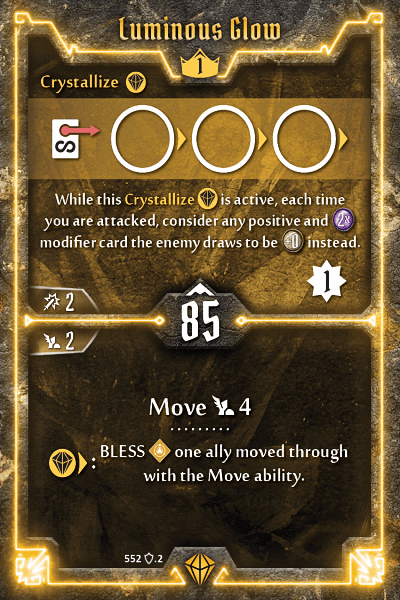 Luminous Glow
1
Crystallize
While this Crystallize is active, each time
you are attacked, consider any positive and 2x
modifier card the enemy draws to be +0 instead.
1
2
85
2
Move 4
: BLESS one ally moved through
with the Move ability.
552 .2